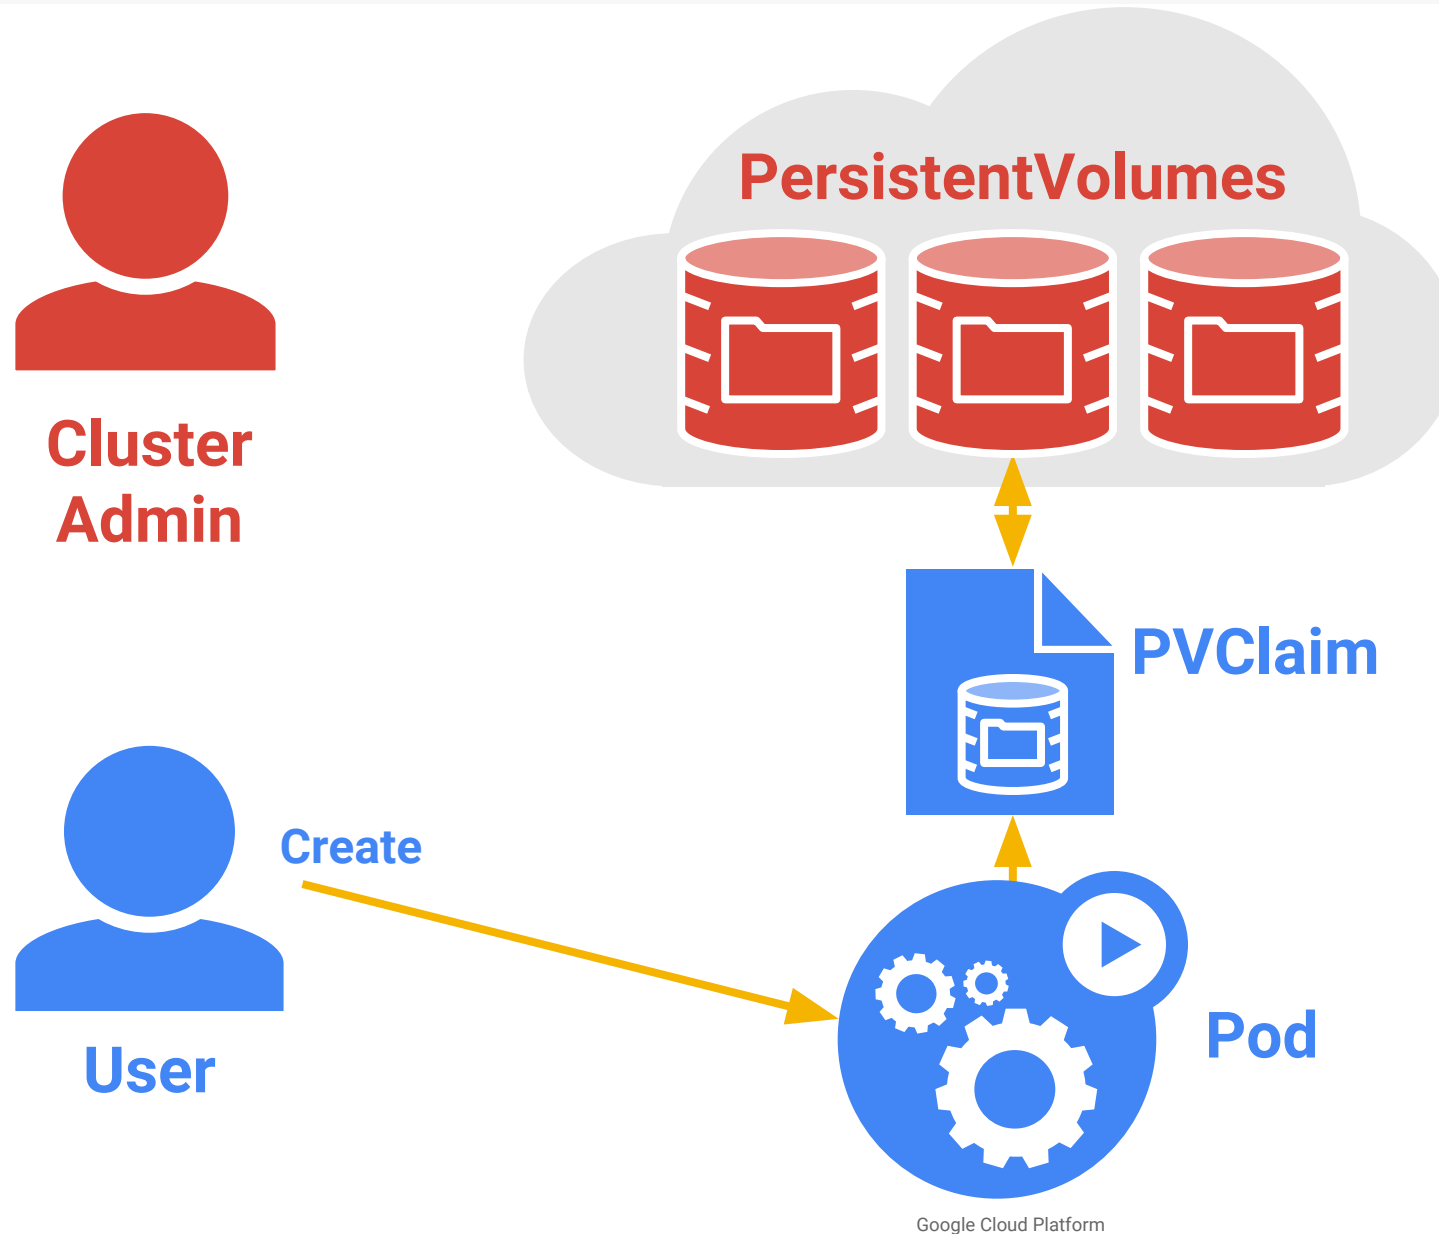 PersistentVolumes
Cluster
Admin
PVClaim
Create
Pod
User
Google Cloud Platform